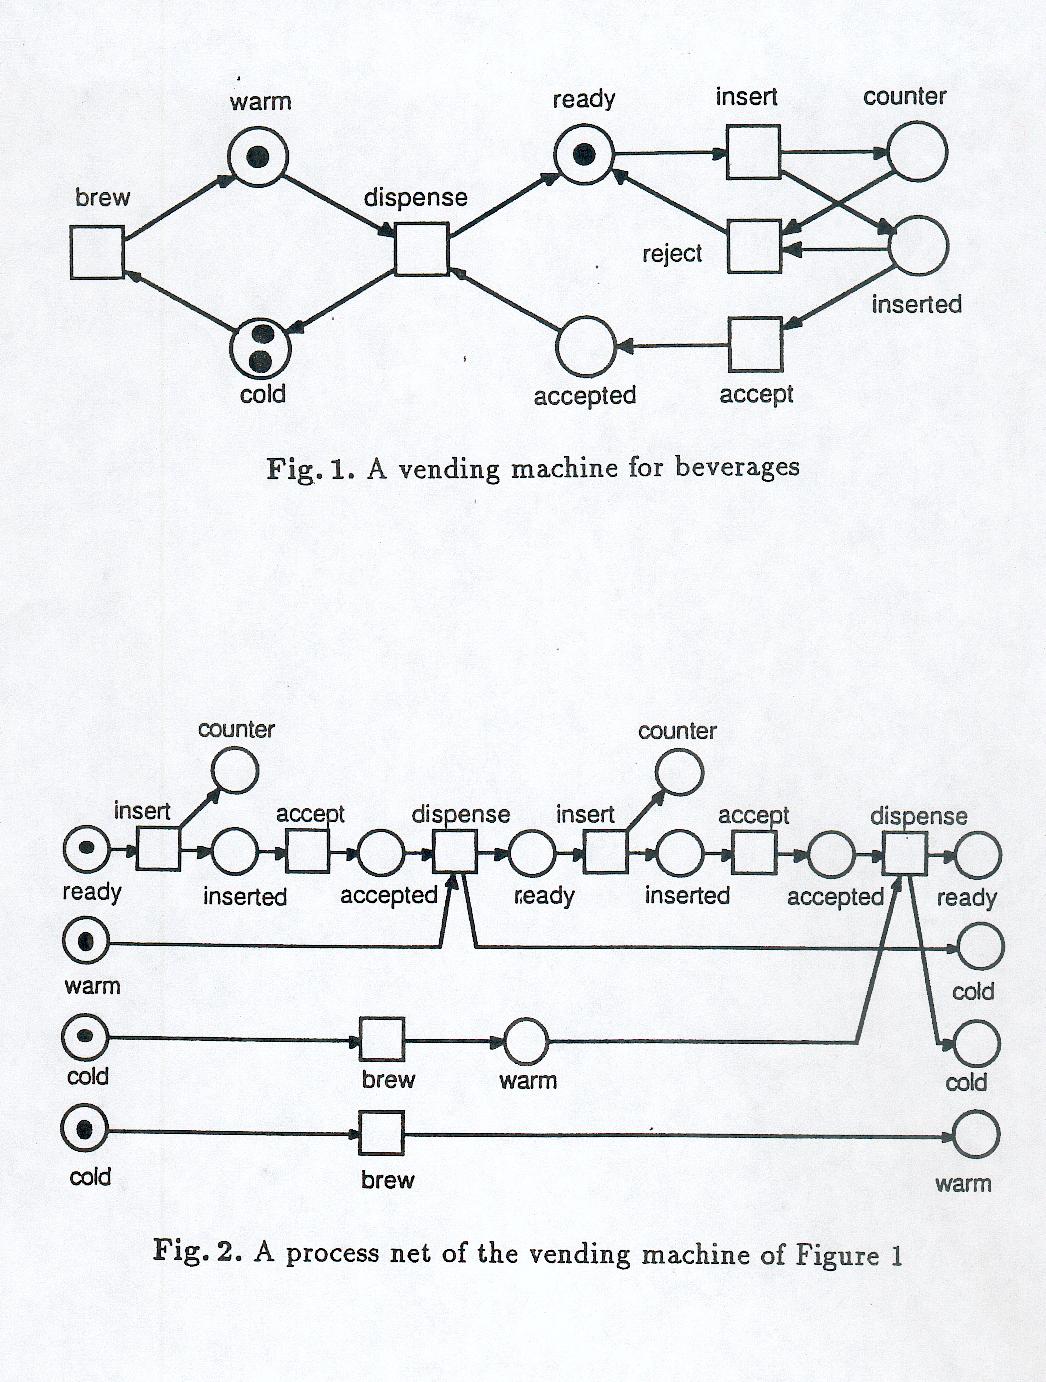 warm
ready
insert
counter
brew
dispense
reject
inserted
cold
accepted
accept
Fig. 1. A vending machine for beverages
counter
counter
insert
accept
dispense
insert
accept
dispense
ready
inserted
accepted
ready
inserted
accepted
ready
warm
cold
cold
brew
warm
cold
cold
brew
warm
Fig. 2. A process net of the vending machine of Figure 1